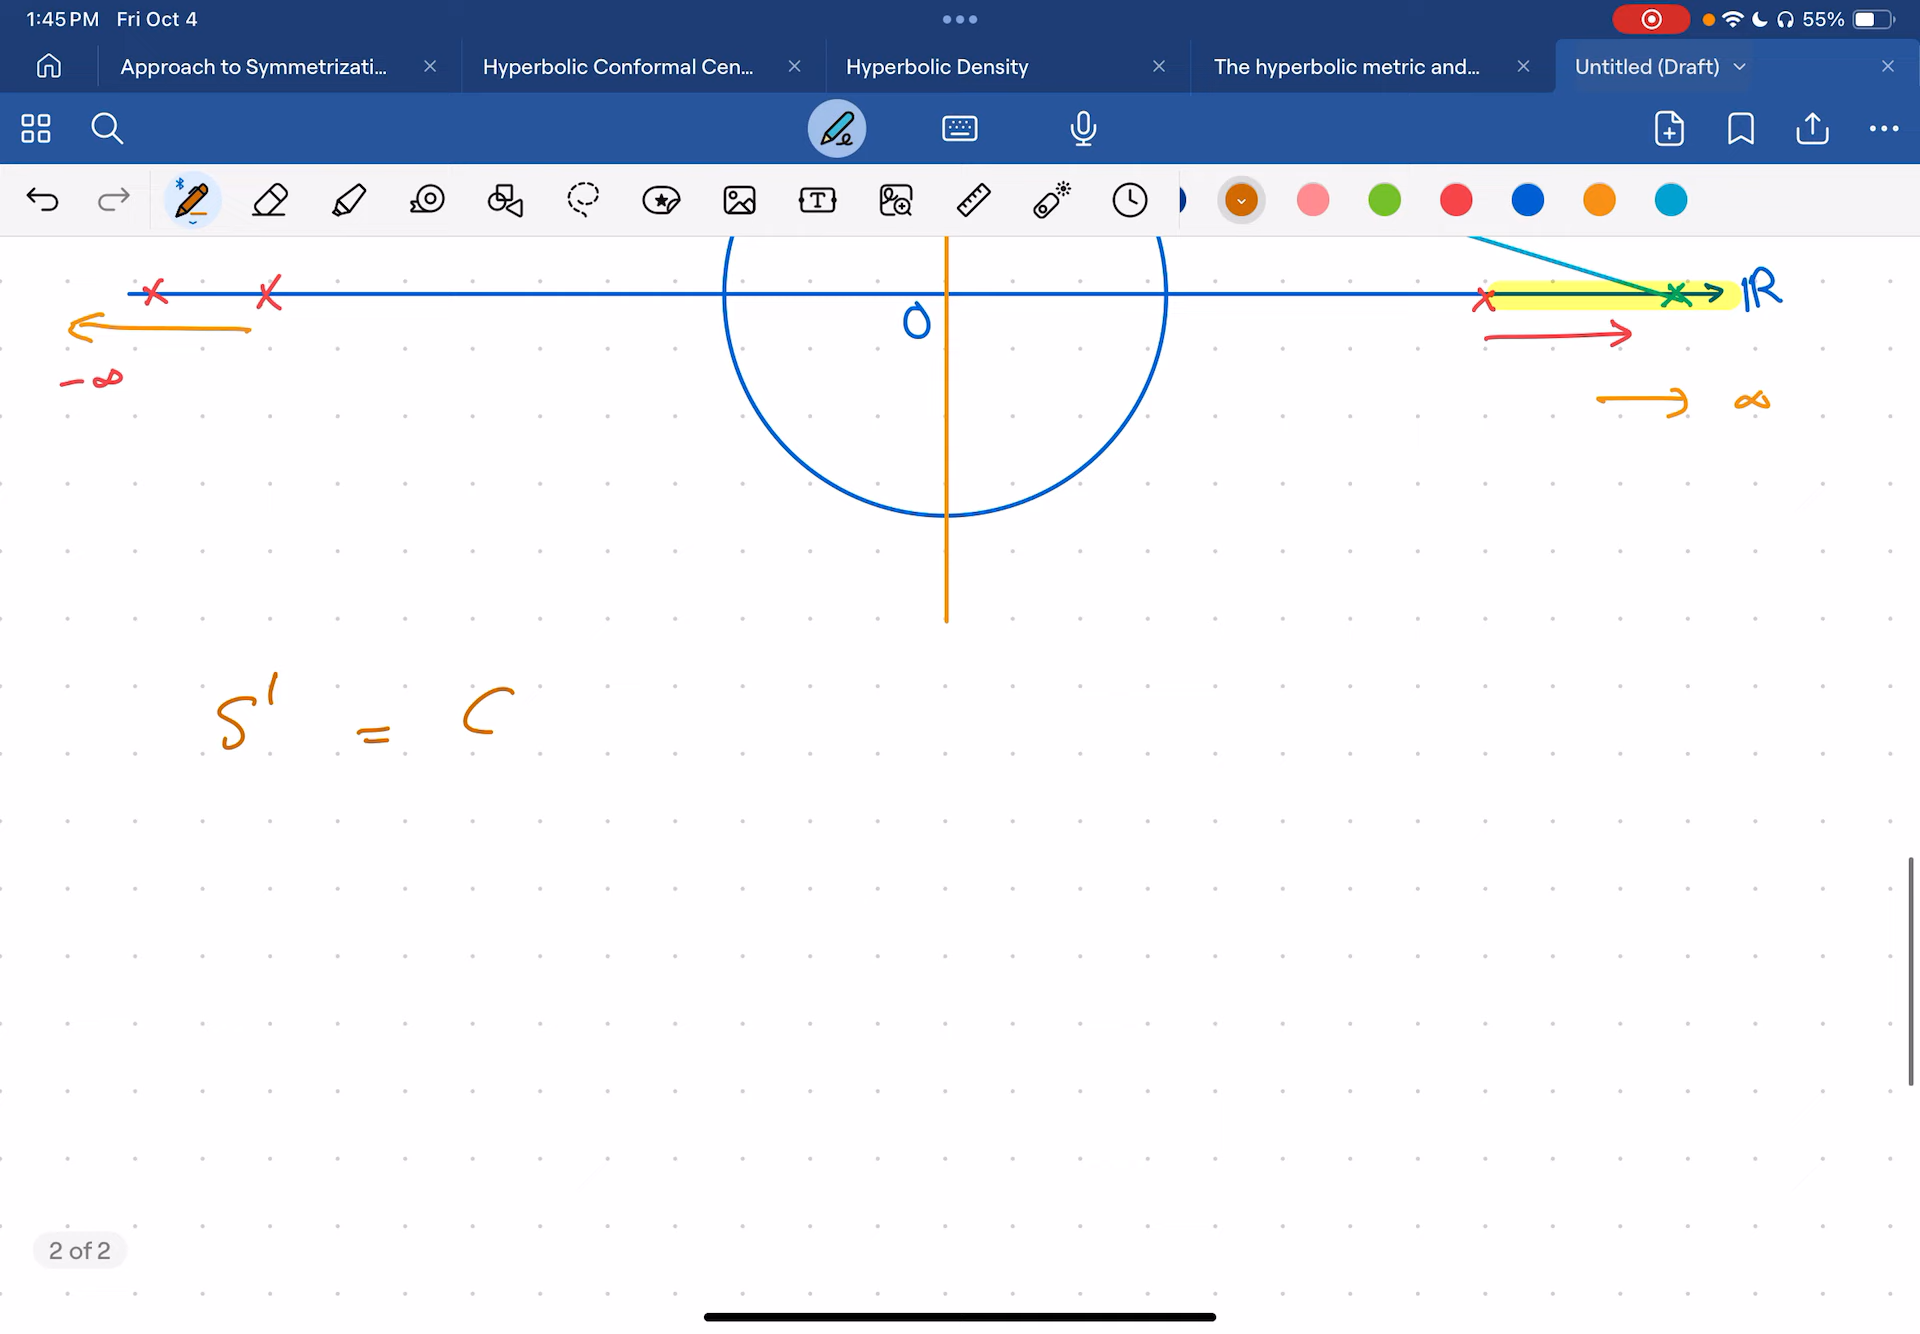 1:45 PM Fri Oct 4
55%
Approach to Symmetrizati...
Hyperbolic Conformal Cen...
Hyperbolic Density
The hyperbolic metric and...
Untitled (Draft)
T
ℝ
0
-∞
→ ∞
S' = C
2 of 2